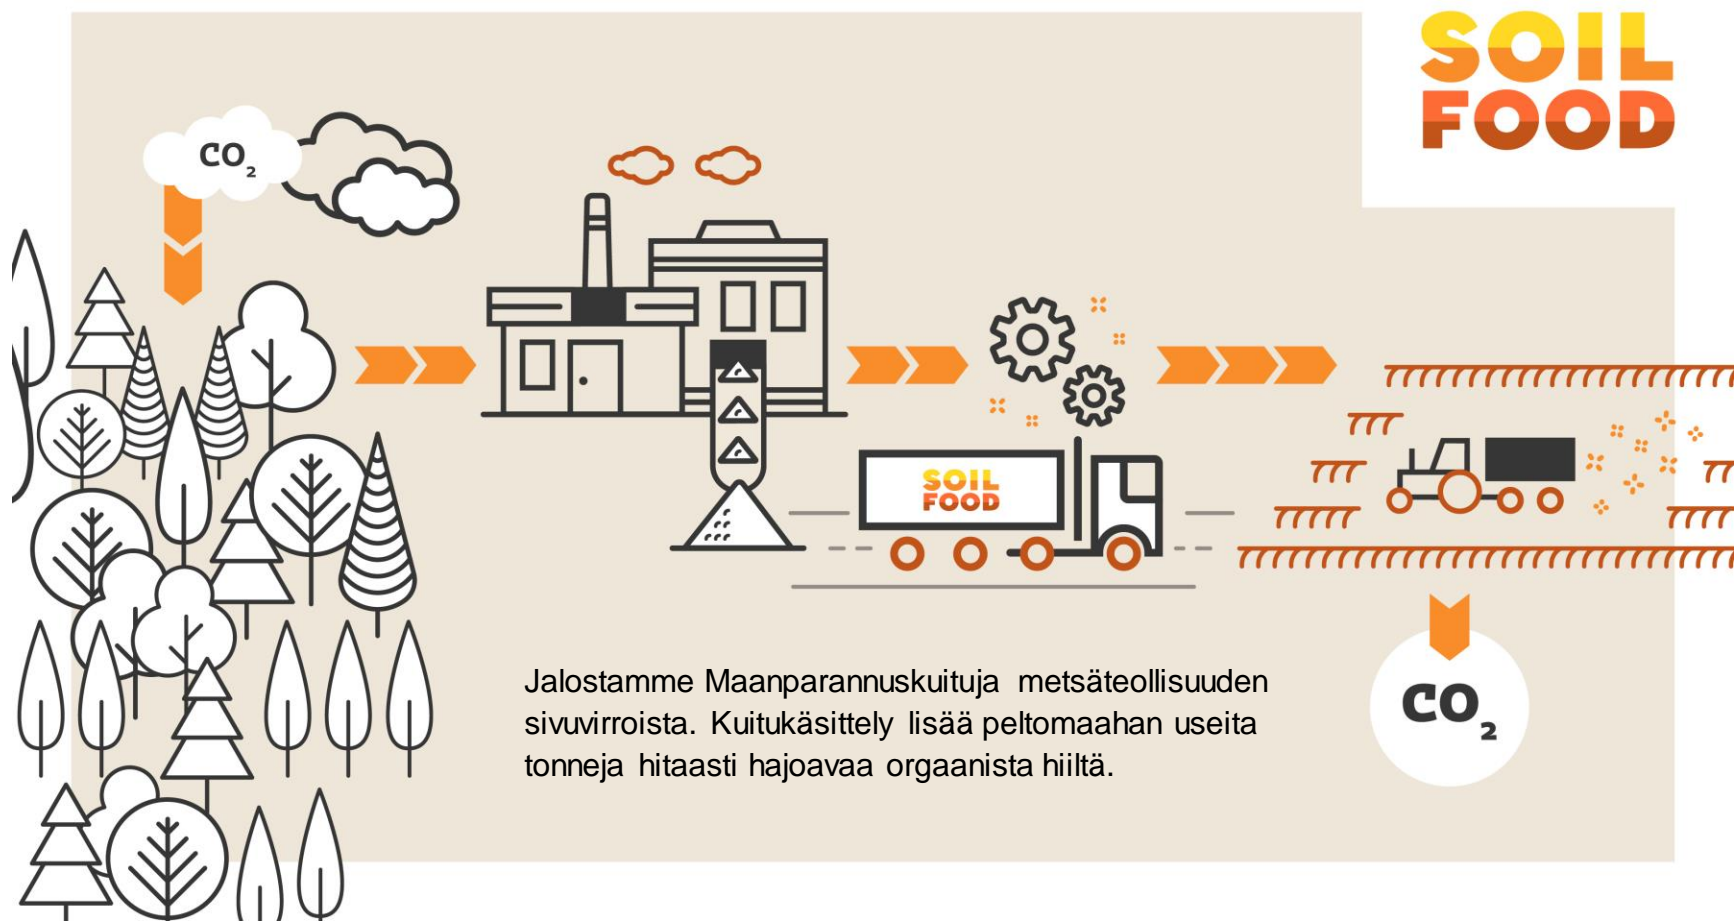 SOIL
FOOD
CO₂
SOIL
FOOD
Jalostamme Maanparannuskuituja metsäteollisuuden
sivuvirroista. Kuitukäsittely lisää peltomaahan useita
tonneja hitaasti hajoavaa orgaanista hiiltä.
CO₂